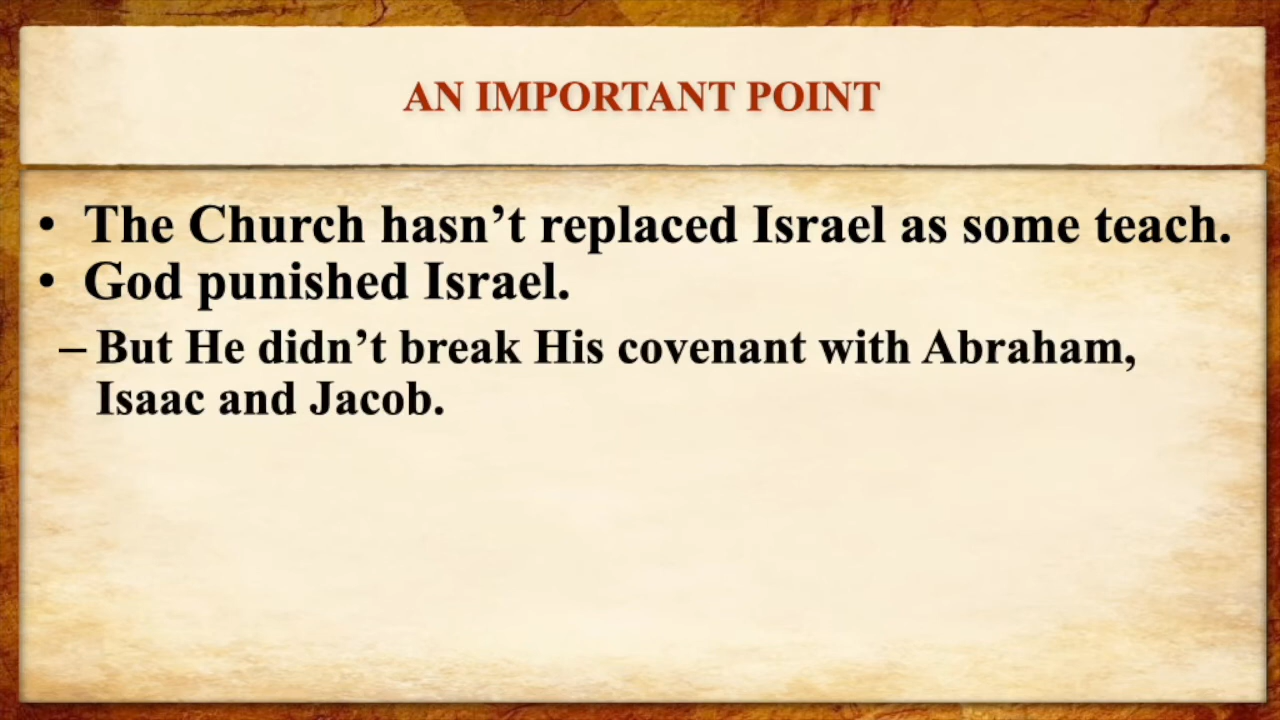 AN IMPORTANT POINT
• The Church hasn’t replaced Israel as some teach.
• God punished Israel.
– But He didn’t break His covenant with Abraham,
Isaac and Jacob.